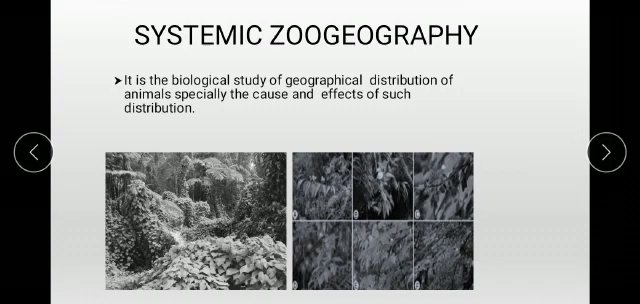 SYSTEMIC ZOOGEOGRAPHY
➤It is the biological study of geographical distribution of
animals specially the cause and effects of such
distribution.